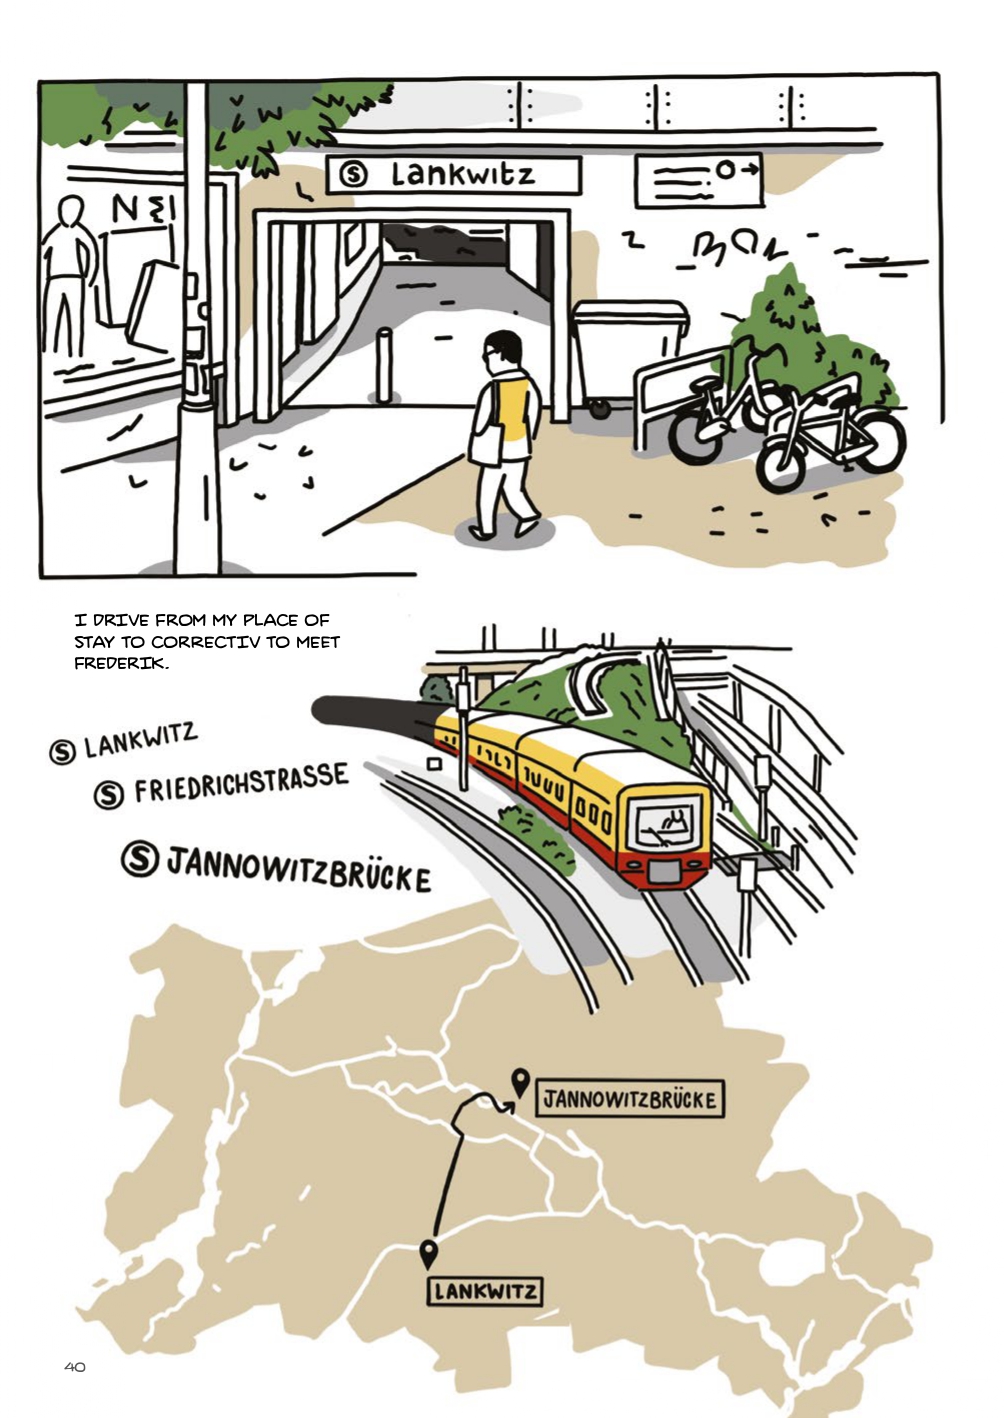 Ⓢ Lankwitz
I DRIVE FROM MY PLACE OF
STAY TO CORRECTIV TO MEET
FREDERIK.
Ⓢ LANKWITZ
Ⓢ FRIEDRICHSTRASSE
Ⓢ JANNOWITZBRÜCKE
JANNOWITZBRÜCKE
LANKWITZ
40